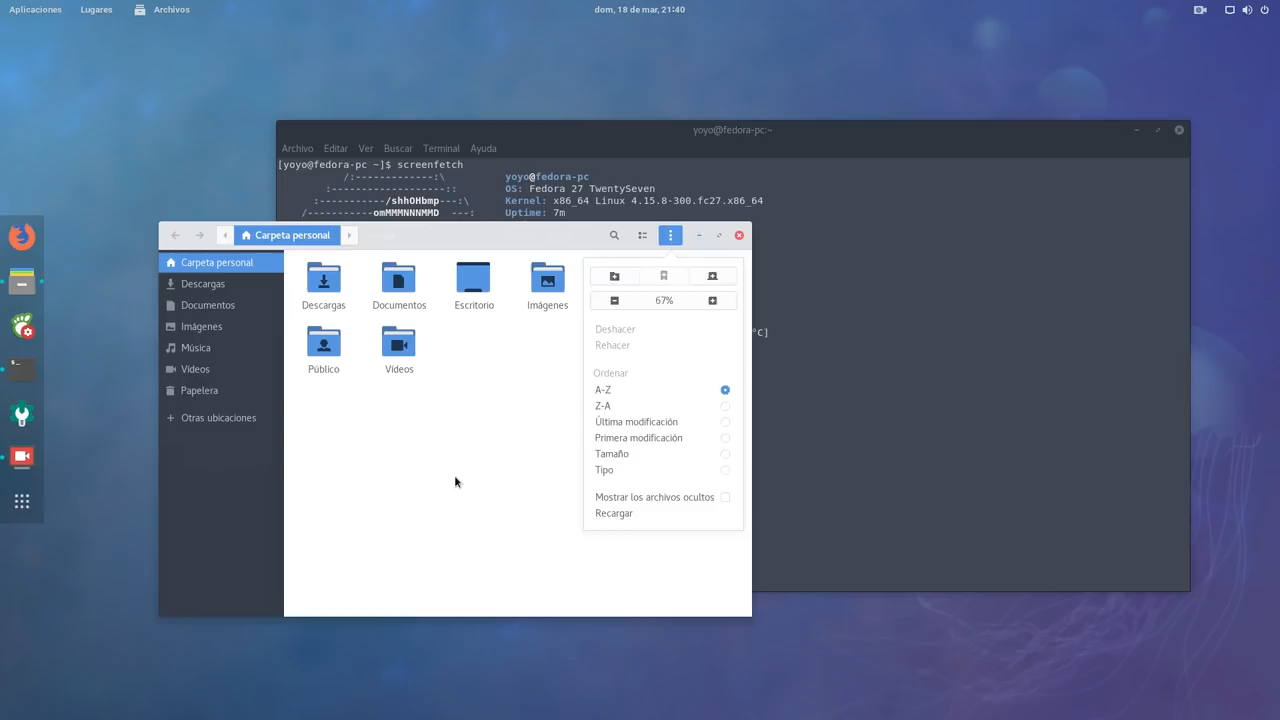 Aplicaciones Lugares Archivos dom, 18 de mar, 21:40
yoyo@fedora-pc:~
Archivo Editar Ver Buscar Terminal Ayuda
[yoyo@fedora-pc ~]$ screenfetch
/:-------------:\ yoyo@fedora-pc
:-------------------:: OS: Fedora 27 TwentySeven
:-----------/shhOHbmp---:\ Kernel: x86_64 Linux 4.15.8-300.fc27.x86_64
/-----------omMMMNNNMMD ---: Uptime: 7m
Carpeta personal
Carpeta personal
Descargas
Documentos
Imágenes
Música
Vídeos
Papelera
Otras ubicaciones
Descargas Documentos Escritorio Imágenes
Público Vídeos
67%
Deshacer
Rehacer
Ordenar
A-Z
Z-A
Última modificación
Primera modificación
Tamaño
Tipo
Mostrar los archivos ocultos
Recargar
°C]